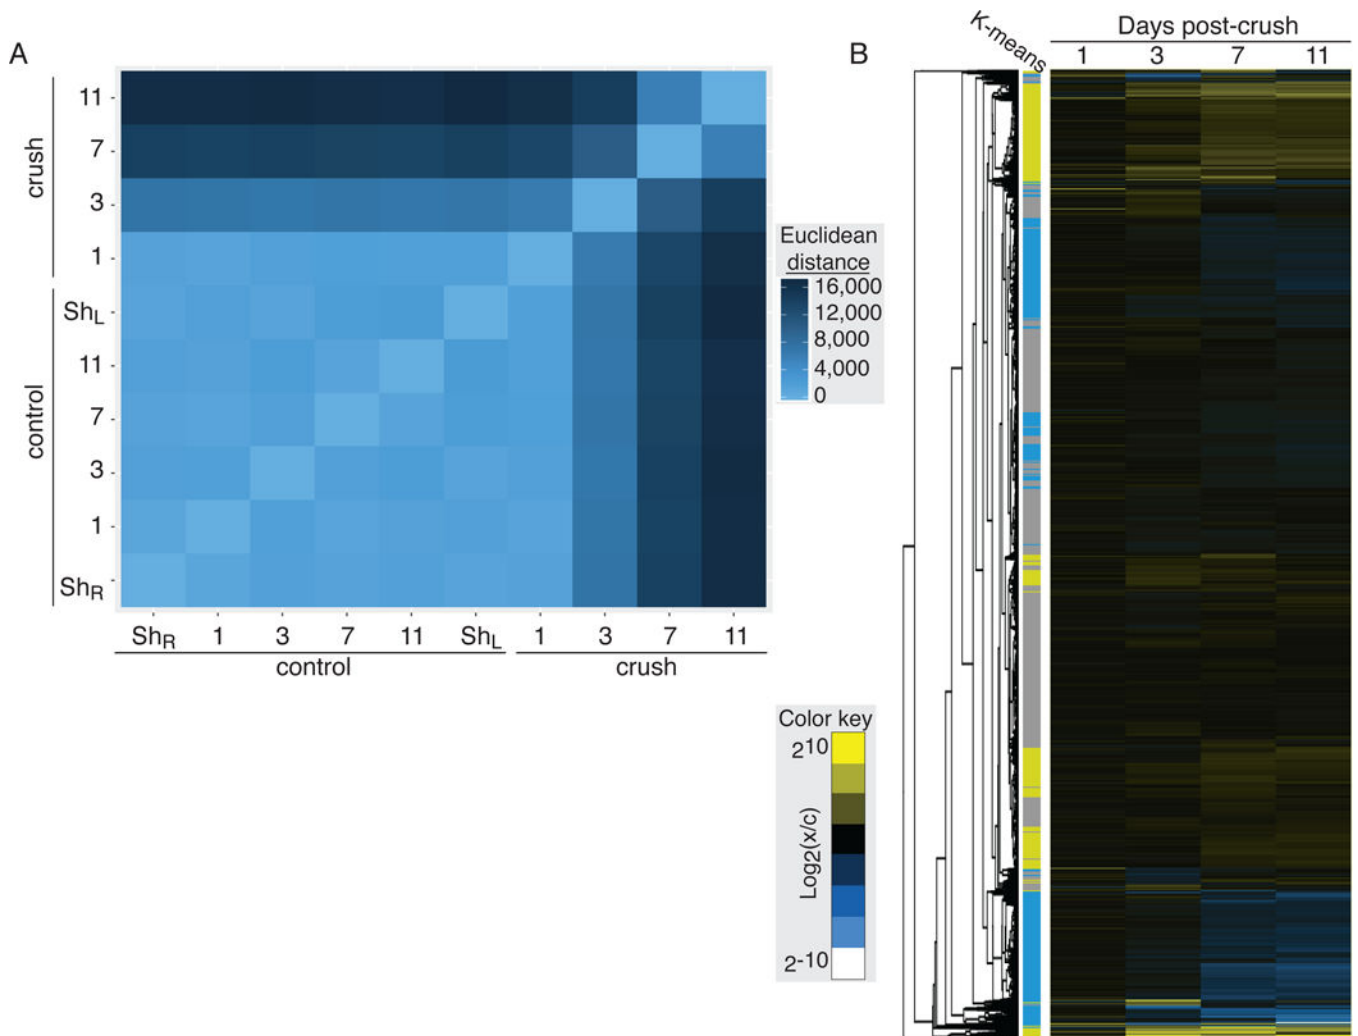 A
crush
11
7
3
1
control
ShL
11
7
3
1
ShR
ShR 1 3 7 11 ShL 1 3 7 11
control crush
Euclidean
distance
16,000
12,000
8,000
4,000
0
B
K-means
Days post-crush
1 3 7 11
Color key
2^10
Log2(x/c)
2^-10